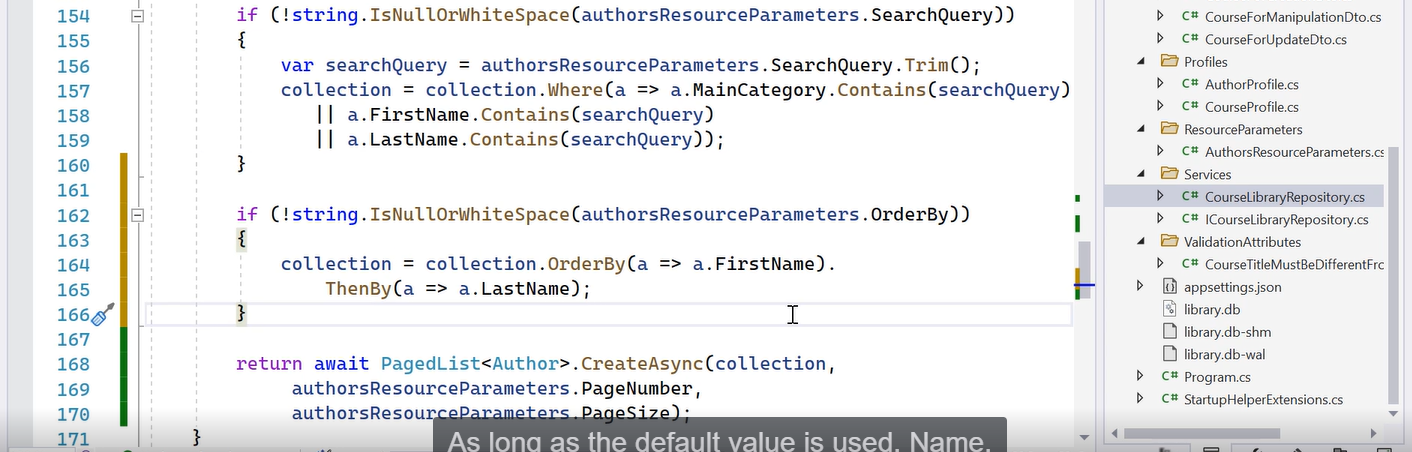 154 if (!string.IsNullOrWhiteSpace(authorsResourceParameters.SearchQuery))
155 {
156 var searchQuery = authorsResourceParameters.SearchQuery.Trim();
157 collection = collection.Where(a => a.MainCategory.Contains(searchQuery)
158 || a.FirstName.Contains(searchQuery)
159 || a.LastName.Contains(searchQuery));
160 }
161
162 if (!string.IsNullOrWhiteSpace(authorsResourceParameters.OrderBy))
163 {
164 collection = collection.OrderBy(a => a.FirstName).
165 ThenBy(a => a.LastName);
166 }
167
168 return await PagedList<Author>.CreateAsync(collection,
169 authorsResourceParameters.PageNumber,
170 authorsResourceParameters.PageSize);
171 }
As long as the default value is used, Name,
C# CourseForManipulationDto.cs
C# CourseForUpdateDto.cs
Profiles
C# AuthorProfile.cs
C# CourseProfile.cs
ResourceParameters
C# AuthorsResourceParameters.cs
Services
C# CourseLibraryRepository.cs
C# ICourseLibraryRepository.cs
ValidationAttributes
C# CourseTitleMustBeDifferentFrc
appsettings.json
library.db
library.db-shm
library.db-wal
C# Program.cs
C# StartupHelperExtensions.cs